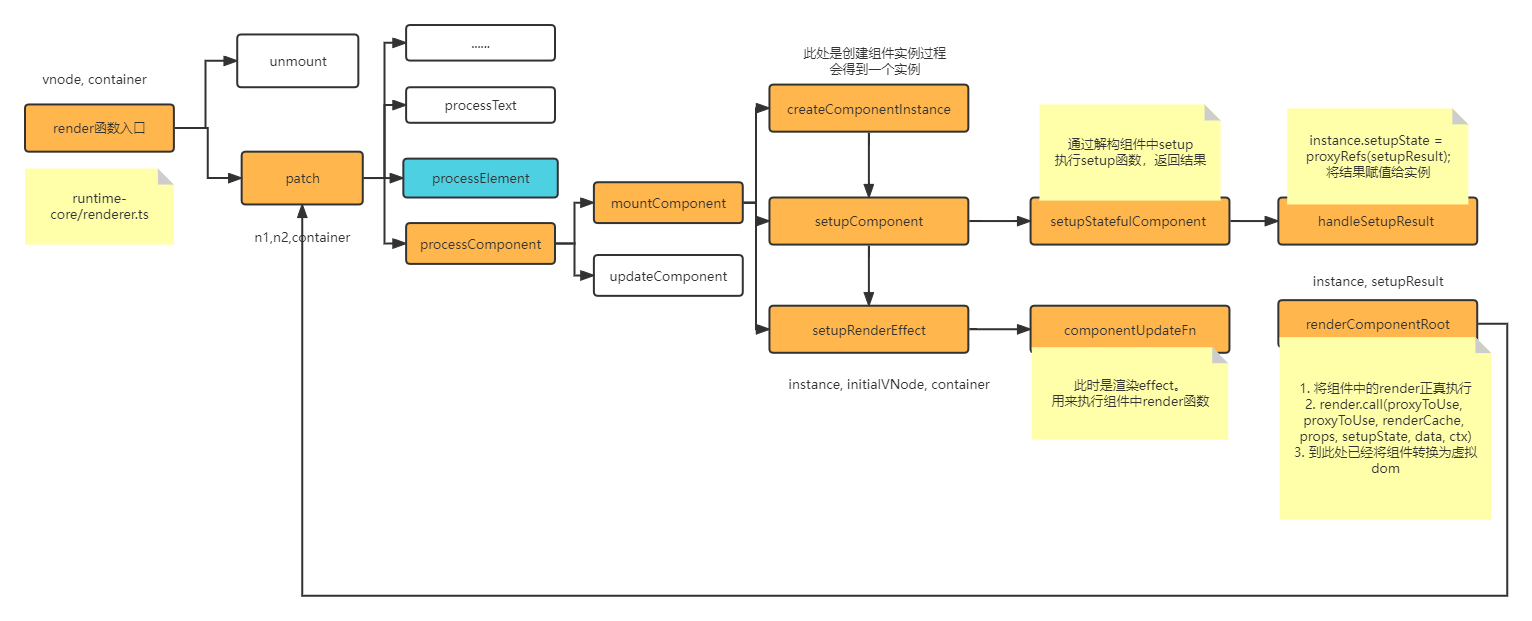 vnode, container
render函数入口
runtime-
core/renderer.ts
unmount
patch
n1,n2,container
......
processText
processElement
processComponent
mountComponent
updateComponent
此处是创建组件实例过程
会得到一个实例
createComponentInstance
setupComponent
setupRenderEffect
instance, initialVNode, container
通过解构组件中setup
执行setup函数，返回结果
setupStatefulComponent
componentUpdateFn
此时是渲染effect。
用来执行组件中render函数
instance.setupState =
proxyRefs(setupResult);
将结果赋值给实例
handleSetupResult
instance, setupResult
renderComponentRoot
1. 将组件中的render正真执行
2. render.call(proxyToUse,
proxyToUse, renderCache,
props, setupState, data, ctx)
3. 到此处已经将组件转换为虚拟
dom